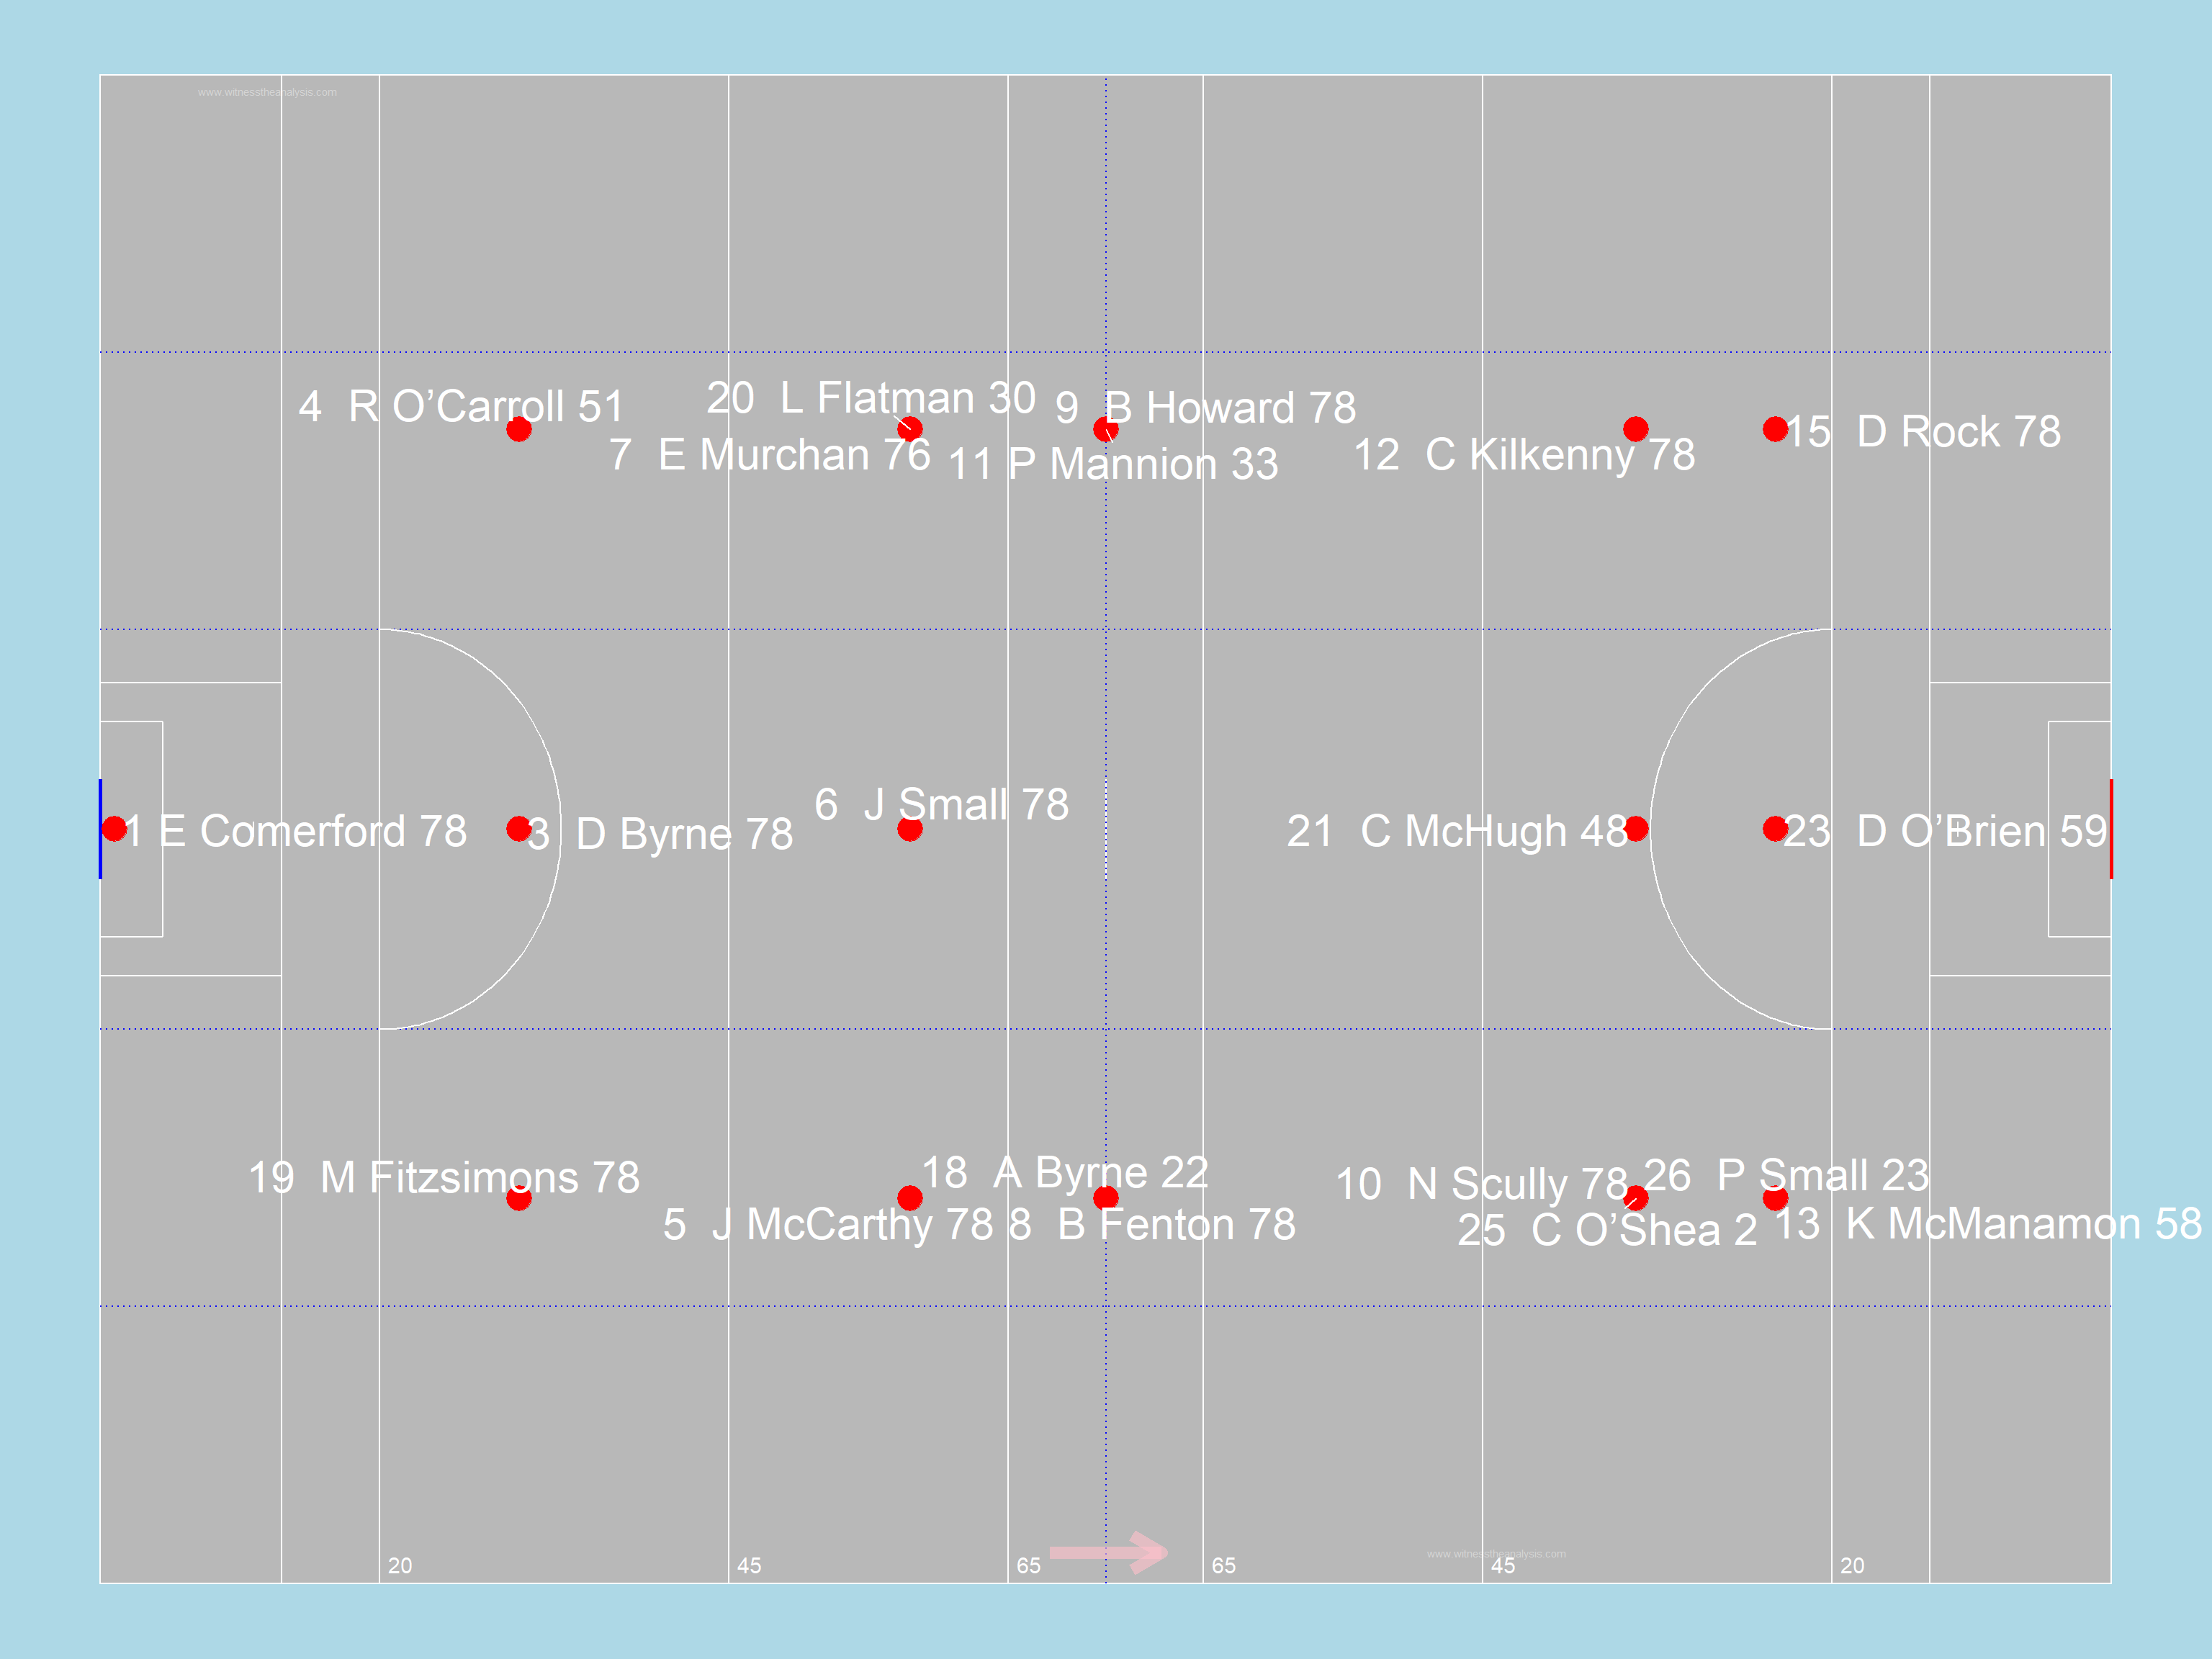 www.witnesstheanalysis.com
4 R O’Carroll 51
20 L Flatman 30
9 B Howard 78
7 E Murchan 76
11 P Mannion 33
12 C Kilkenny 78
15 D Rock 78
1 E Comerford 78
3 D Byrne 78
6 J Small 78
21 C McHugh 48
23 D O’Brien 59
19 M Fitzsimons 78
18 A Byrne 22
10 N Scully 78
26 P Small 23
5 J McCarthy 78
8 B Fenton 78
25 C O’Shea 2
13 K McManamon 58
www.witnesstheanalysis.com
20 45 65 65 45 20